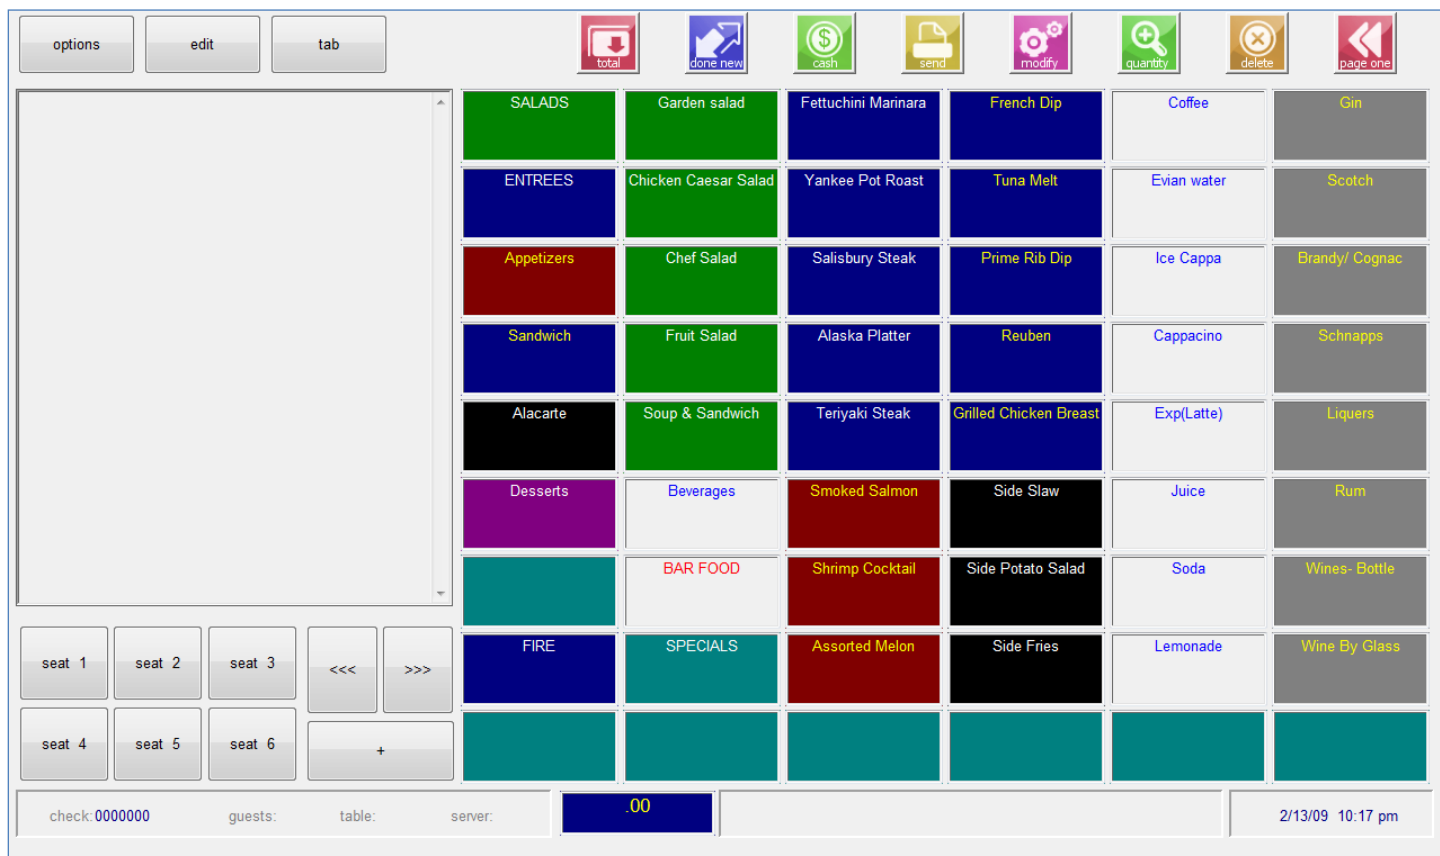 options edit tab
total done new cash send modify quantity delete page one
SALADS Garden salad Fettuchini Marinara French Dip Coffee Gin
ENTREES Chicken Caesar Salad Yankee Pot Roast Tuna Melt Evian water Scotch
Appetizers Chef Salad Salisbury Steak Prime Rib Dip Ice Cappa Brandy/ Cognac
Sandwich Fruit Salad Alaska Platter Reuben Cappacino Schnapps
Alacarte Soup & Sandwich Teriyaki Steak Grilled Chicken Breast Exp(Latte) Liquers
Desserts Beverages Smoked Salmon Side Slaw Juice Rum
BAR FOOD Shrimp Cocktail Side Potato Salad Soda Wines- Bottle
FIRE SPECIALS Assorted Melon Side Fries Lemonade Wine By Glass
seat 1 seat 2 seat 3 <<< >>>
seat 4 seat 5 seat 6 +
check:0000000 guests: table: server: .00 2/13/09 10:17 pm